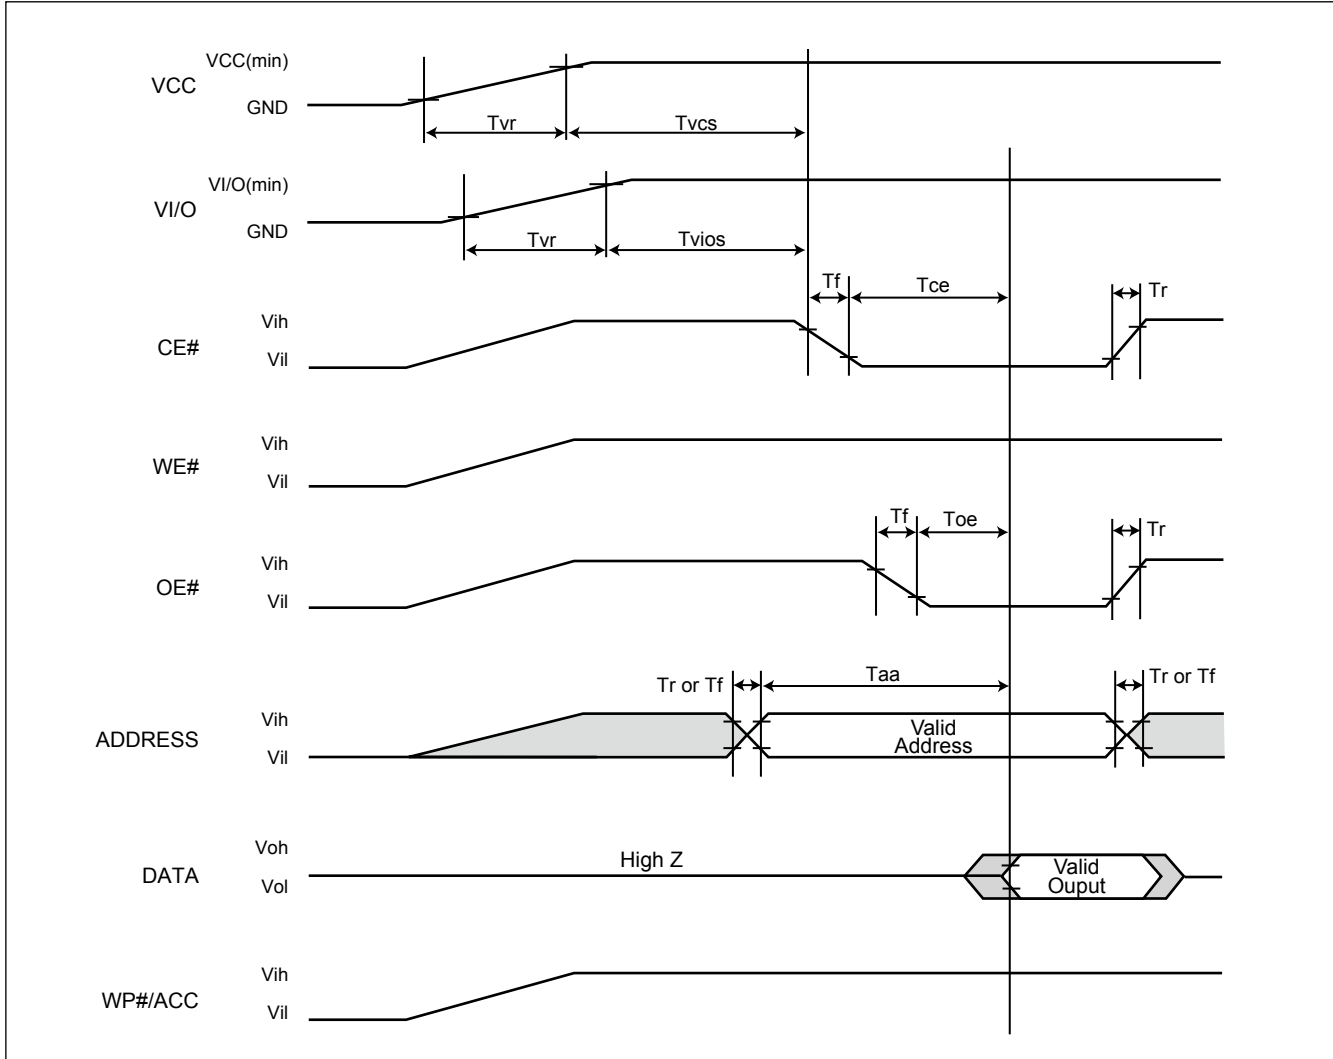 VCC(min)
VCC
GND
Tvr
Tvcs
VI/O(min)
VI/O
GND
Tvr
Tvios
Tf
Tce
Tr
Vih
CE#
Vil
Vih
WE#
Vil
Tf
Toe
Tr
Vih
OE#
Vil
Tr or Tf
Taa
Tr or Tf
Vih
ADDRESS
Vil
Valid
Address
Voh
DATA
Vol
High Z
Valid
Ouput
Vih
WP#/ACC
Vil